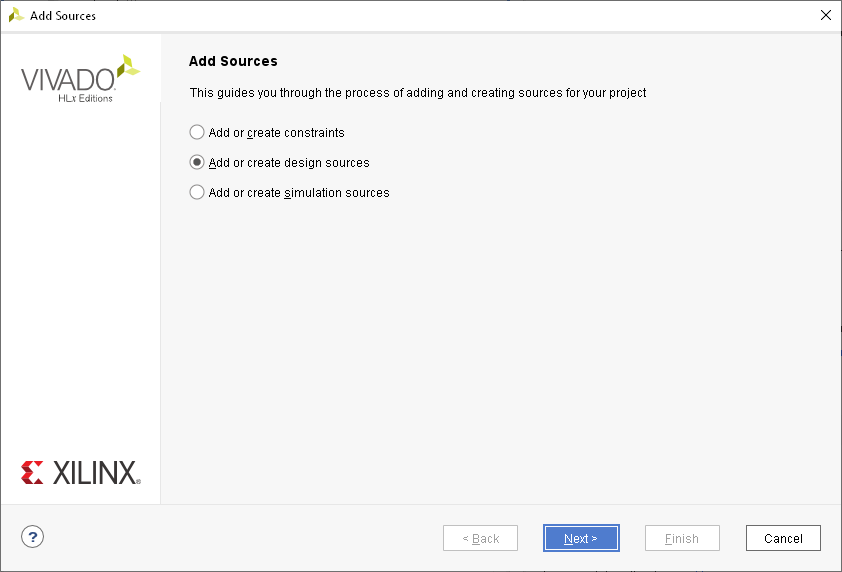 Add Sources
VIVADO.
HLx Editions
Add Sources
This guides you through the process of adding and creating sources for your project
Add or create constraints
Add or create design sources
Add or create simulation sources
XILINX®
?
< Back
Next >
Finish
Cancel